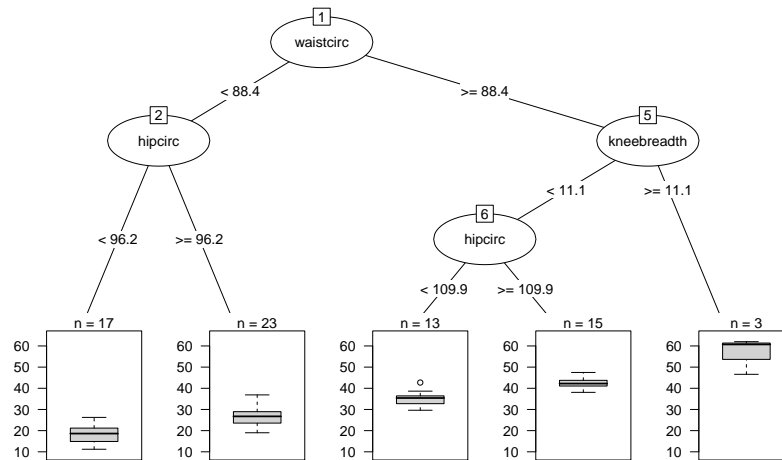 1
waistcirc
< 88.4 >= 88.4
2 5
hipcirc kneebreadth
< 11.1 >= 11.1
6
hipcirc
< 96.2 >= 96.2
< 109.9 >= 109.9
n = 17 n = 23 n = 13 n = 15 n = 3
60 60 60 60 60
50 50 50 50 50
40 40 40 40 40
30 30 30 30 30
20 20 20 20 20
10 10 10 10 10